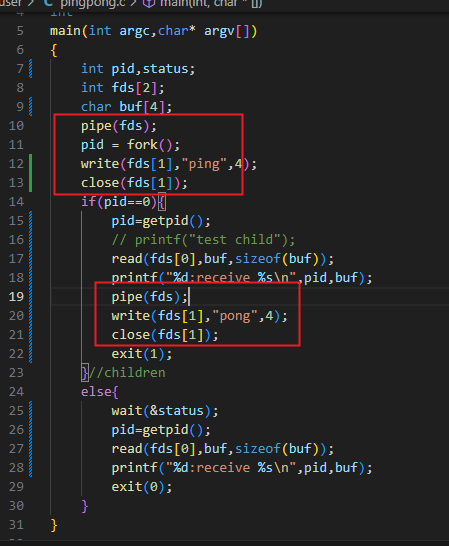 user > C pingpong.c > main(int, char * [])
4 int
5 main(int argc,char* argv[])
6 {
7 int pid,status;
8 int fds[2];
9 char buf[4];
10 pipe(fds);
11 pid = fork();
12 write(fds[1],"ping",4);
13 close(fds[1]);
14 if(pid==0){
15 pid=getpid();
16 // printf("test child");
17 read(fds[0],buf,sizeof(buf));
18 printf("%d:receive %s\n",pid,buf);
19 pipe(fds);
20 write(fds[1],"pong",4);
21 close(fds[1]);
22 exit(1);
23 }//children
24 else{
25 wait(&status);
26 pid=getpid();
27 read(fds[0],buf,sizeof(buf));
28 printf("%d:receive %s\n",pid,buf);
29 exit(0);
30 }
31 }